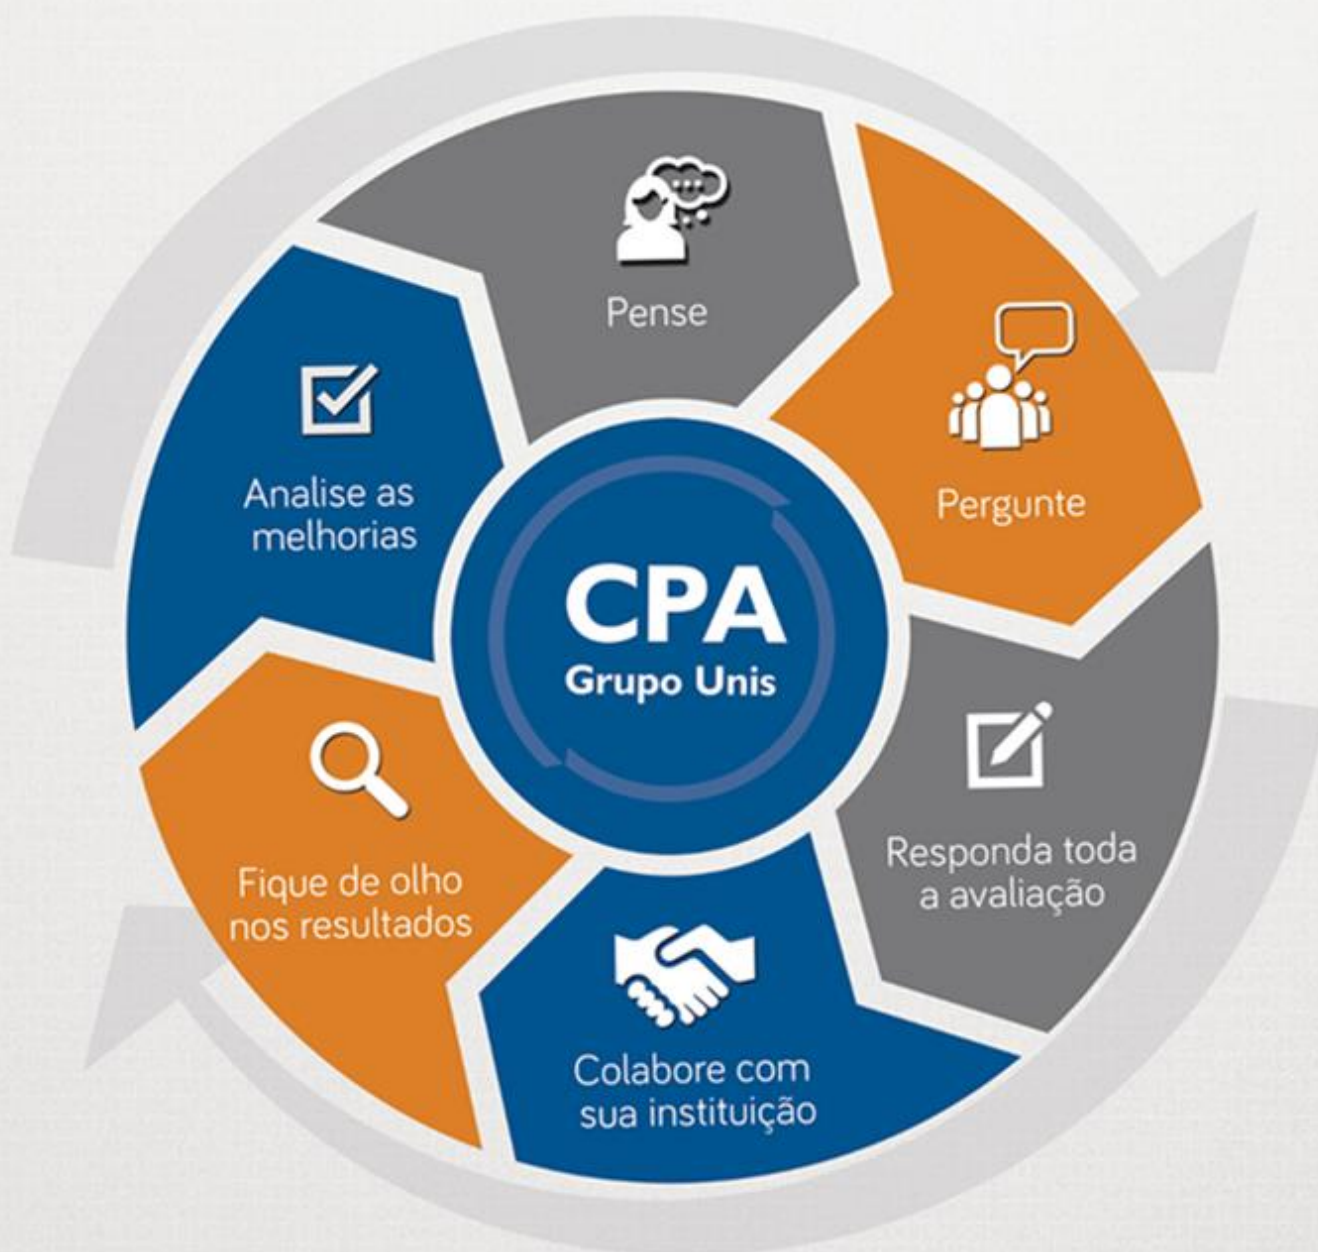 Pense
Pergunte
Responda toda
a avaliação
Colabore com
sua instituição
Fique de olho
nos resultados
Analise as
melhorias
CPA
Grupo Unis